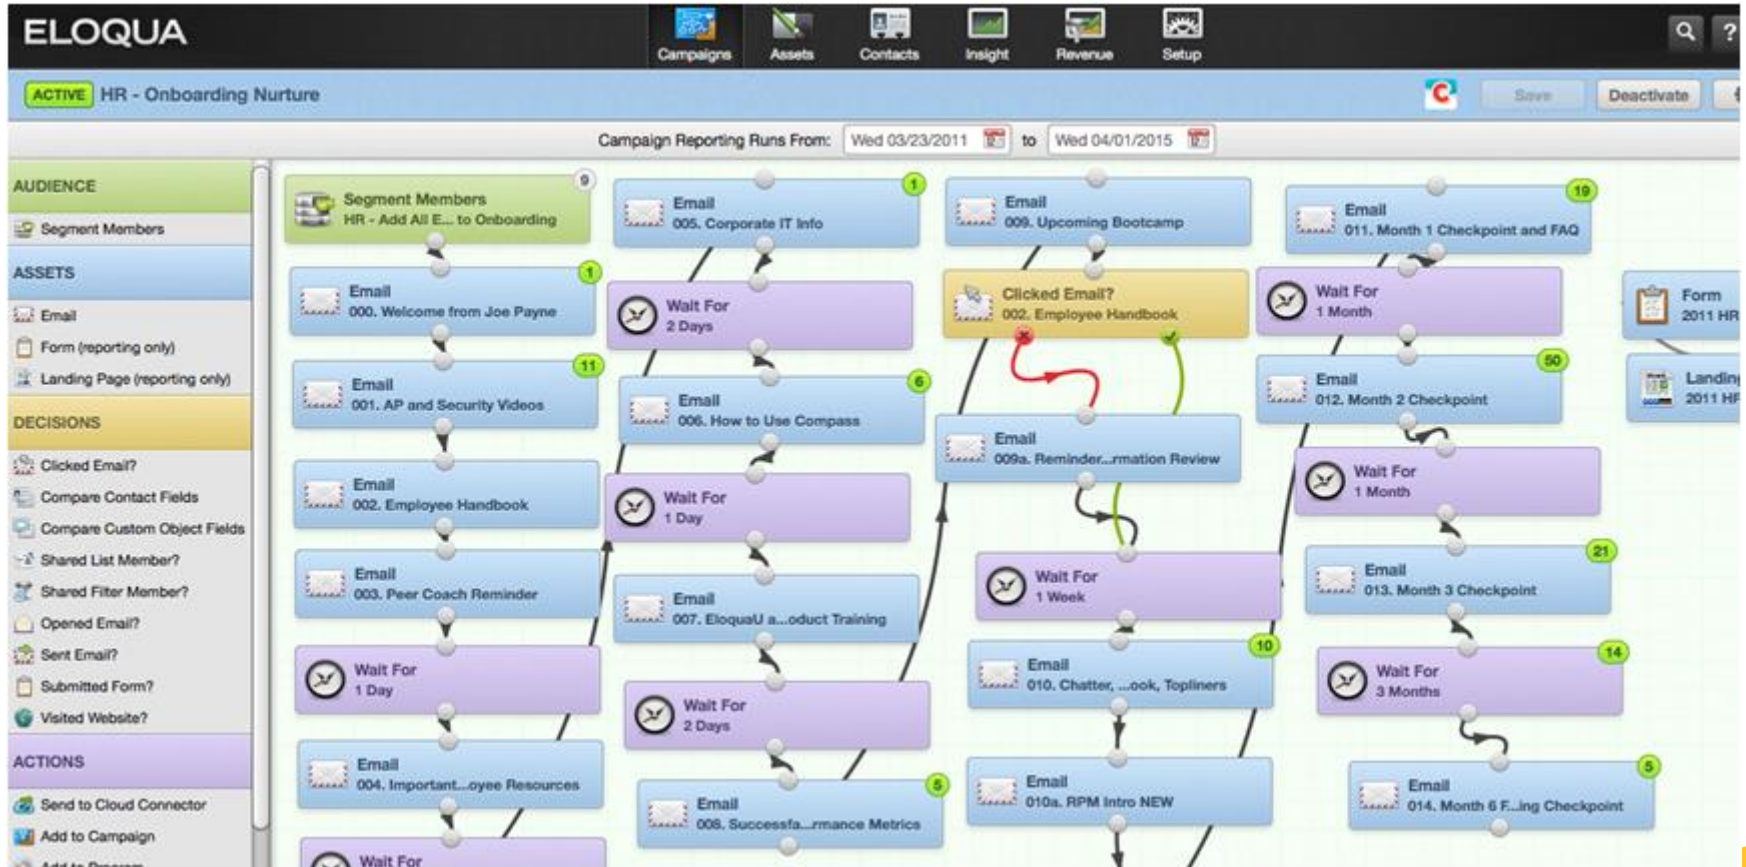 ELOQUA
Campaigns
Assets
Contacts
Insight
Revenue
Setup
?
ACTIVE
HR - Onboarding Nurture
Save
Deactivate
Campaign Reporting Runs From:
Wed 03/23/2011
to
Wed 04/01/2015
AUDIENCE
Segment Members
ASSETS
Email
Form (reporting only)
Landing Page (reporting only)
DECISIONS
Clicked Email?
Compare Contact Fields
Compare Custom Object Fields
Shared List Member?
Shared Filter Member?
Opened Email?
Sent Email?
Submitted Form?
Visited Website?
ACTIONS
Send to Cloud Connector
Add to Campaign
Add to Program
9
Segment Members
HR - Add All E... to Onboarding
1
Email
000. Welcome from Joe Payne
11
Email
001. AP and Security Videos
Email
002. Employee Handbook
Email
003. Peer Coach Reminder
Wait For
1 Day
Email
004. Important...oyee Resources
Wait For
1
Email
005. Corporate IT Info
Wait For
2 Days
6
Email
006. How to Use Compass
Wait For
1 Day
Email
007. EloquaU a...oduct Training
Wait For
2 Days
5
Email
008. Successfa...rmance Metrics
Email
009. Upcoming Bootcamp
Clicked Email?
002. Employee Handbook
Email
009a. Reminder...rmation Review
Wait For
1 Week
10
Email
010. Chatter, ...ook, Topliners
Email
010a. RPM Intro NEW
19
Email
011. Month 1 Checkpoint and FAQ
Wait For
1 Month
50
Email
012. Month 2 Checkpoint
Wait For
1 Month
21
Email
013. Month 3 Checkpoint
14
Wait For
3 Months
5
Email
014. Month 6 F...ing Checkpoint
Form
2011 HR
Landing
2011 HR